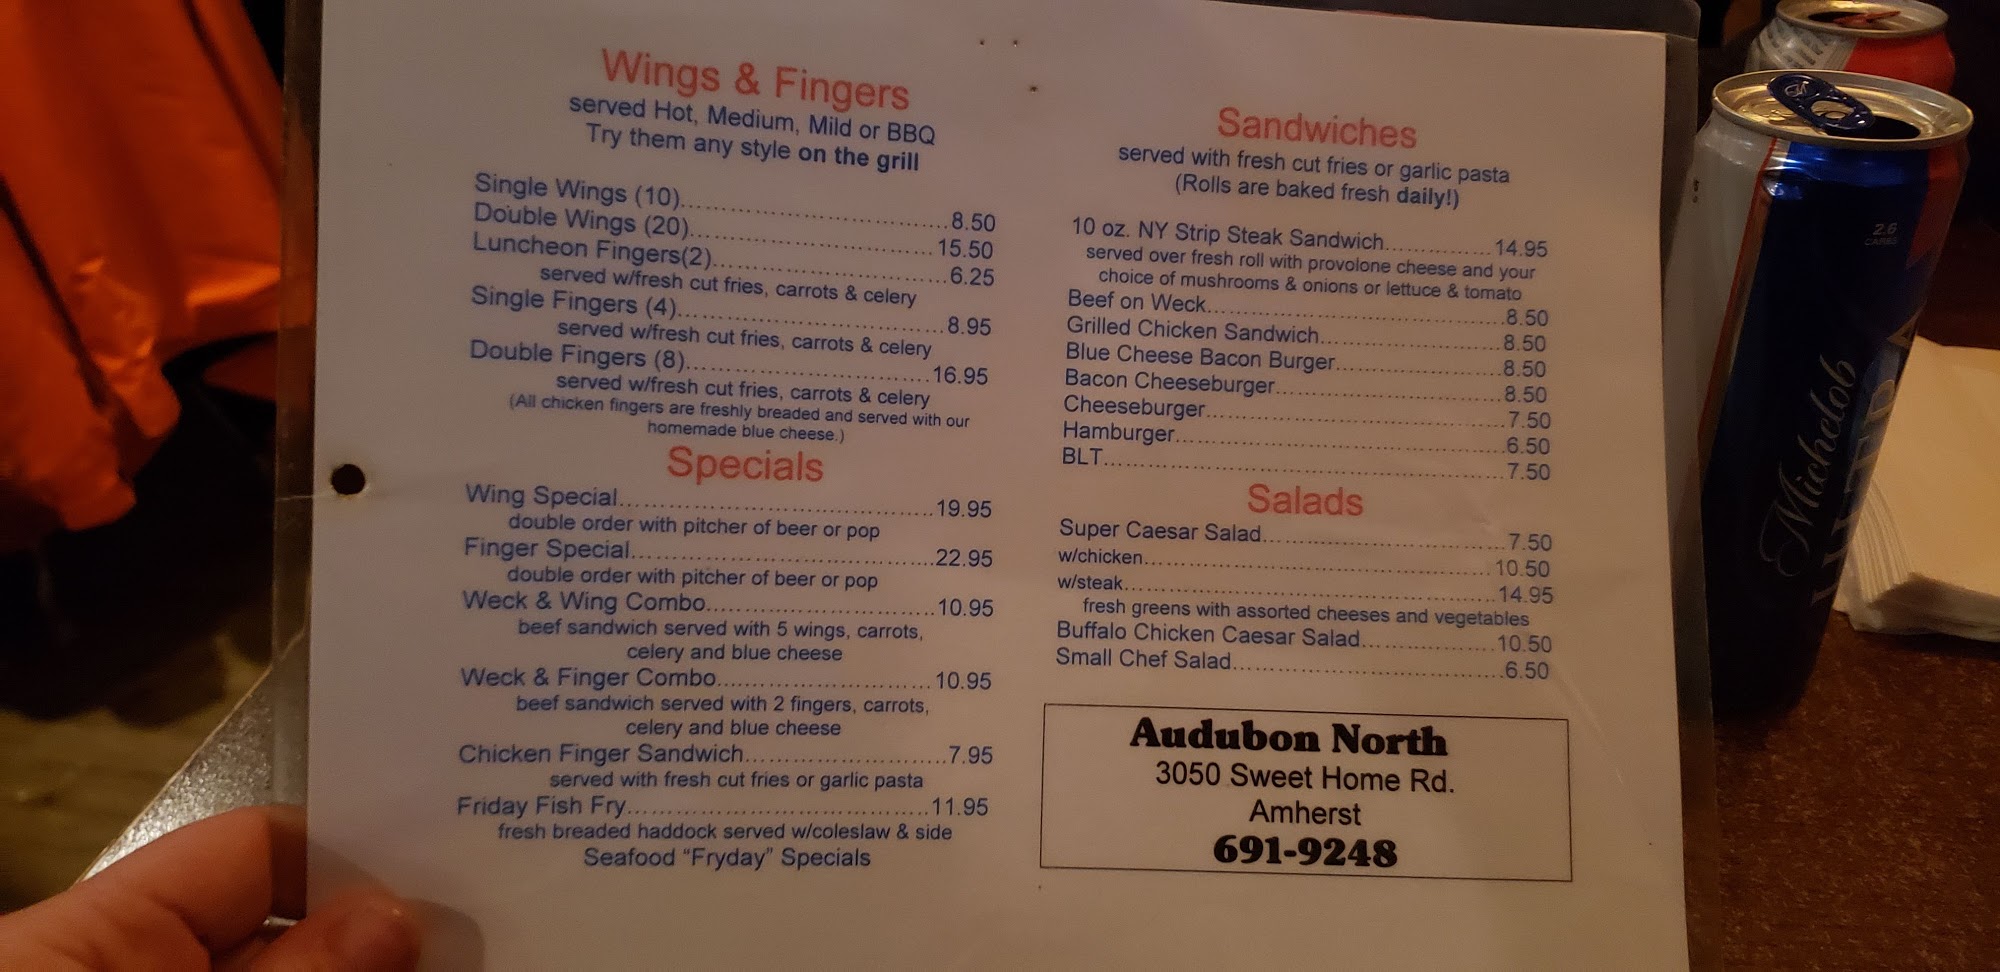 Wings & Fingers
served Hot, Medium, Mild or BBQ
Try them any style on the grill
Single Wings (10)..................................8.50
Double Wings (20)..............................15.50
Luncheon Fingers(2)............................6.25
served w/fresh cut fries, carrots & celery
Single Fingers (4)................................8.95
served w/fresh cut fries, carrots & celery
Double Fingers (8)..............................16.95
served w/fresh cut fries, carrots & celery
(All chicken fingers are freshly breaded and served with our
homemade blue cheese.)
Specials
Wing Special.......................................19.95
double order with pitcher of beer or pop
Finger Special.....................................22.95
double order with pitcher of beer or pop
Weck & Wing Combo............................10.95
beef sandwich served with 5 wings, carrots,
celery and blue cheese
Weck & Finger Combo..........................10.95
beef sandwich served with 2 fingers, carrots,
celery and blue cheese
Chicken Finger Sandwich.........................7.95
served with fresh cut fries or garlic pasta
Friday Fish Fry.....................................11.95
fresh breaded haddock served w/coleslaw & side
Seafood “Fryday” Specials
Sandwiches
served with fresh cut fries or garlic pasta
(Rolls are baked fresh daily!)
10 oz. NY Strip Steak Sandwich.............14.95
served over fresh roll with provolone cheese and your
choice of mushrooms & onions or lettuce & tomato
Beef on Weck.....................................8.50
Grilled Chicken Sandwich......................8.50
Blue Cheese Bacon Burger....................8.50
Bacon Cheeseburger............................8.50
Cheeseburger.....................................7.50
Hamburger.........................................6.50
BLT..................................................7.50
Salads
Super Caesar Salad..............................7.50
w/chicken..........................................10.50
w/steak.............................................14.95
fresh greens with assorted cheeses and vegetables
Buffalo Chicken Caesar Salad................10.50
Small Chef Salad.................................6.50
Audubon North
3050 Sweet Home Rd.
Amherst
691-9248
2.6
CARBS
Michelob
ULTRA